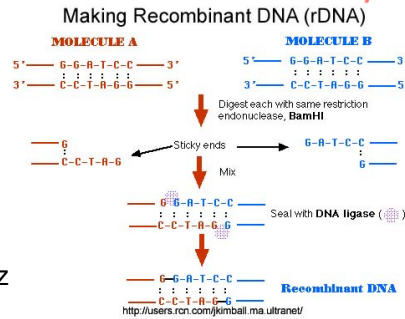 Making Recombinant DNA (rDNA)
MOLECULE A
MOLECULE B
5' G-G-A-T-C-C 3'
3' C-C-T-A-G-G 5'
5' G-G-A-T-C-C 3'
3' C-C-T-A-G-G 5'
Digest each with same restriction
endonuclease, BamHI
G
C-C-T-A-G
Sticky ends
G-A-T-C-C
G
Mix
G G-A-T-C-C
C-C-T-A-G G
Seal with DNA ligase ( )
z
G-G-A-T-C-C
C-C-T-A-G-G
Recombinant DNA
http://users.rcn.com/jkimball.ma.ultranet/